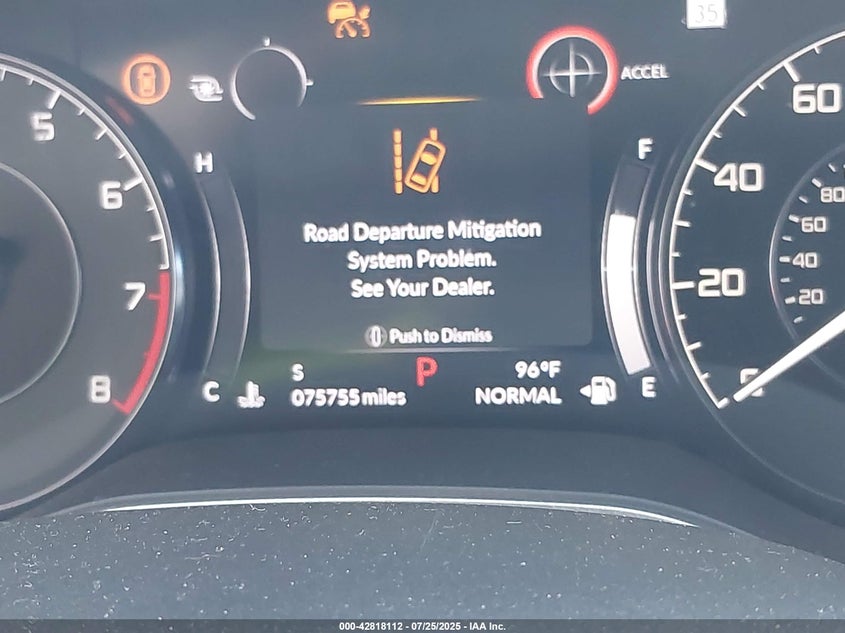 35
ACCEL
5
6
7
8
H
C
F
E
Road Departure Mitigation
System Problem.
See Your Dealer.
Push to Dismiss
S
P
96°F
075755 miles
NORMAL
60
40
20
80
60
40
20
000-42818112 - 07/25/2025 - IAA Inc.